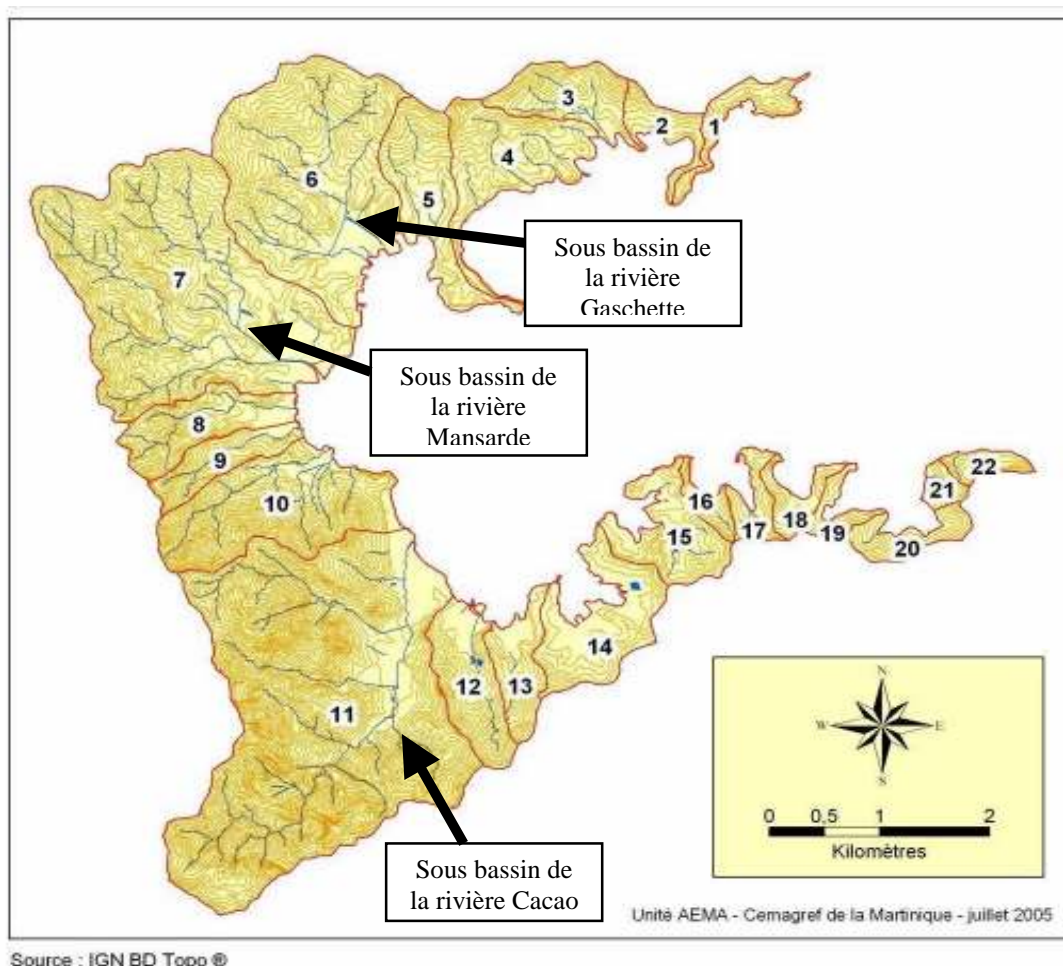 3
2
1
4
6
5
Sous bassin de
la rivière
Gaschette
7
Sous bassin de
la rivière
Mansarde
8
9
10
22
21
16
17
18
19
15
20
14
12
13
11
N
W
E
S
0
0,5
1
2
Kilomètres
Sous bassin de
la rivière Cacao
Unité AEMA - Cemagref de la Martinique - juillet 2005
Source : IGN BD Topo ®